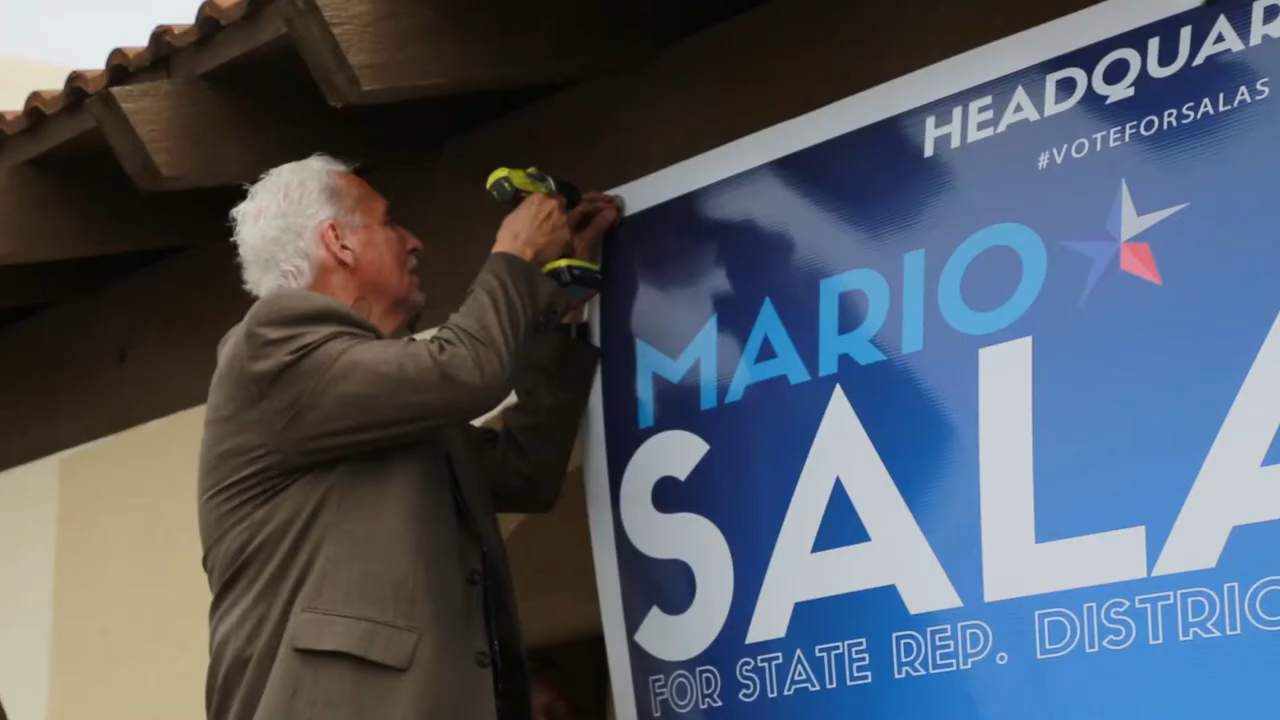 HEADQUAR
#VOTEFORSALAS
MARIO
SALA
FOR STATE REP. DISTRIC